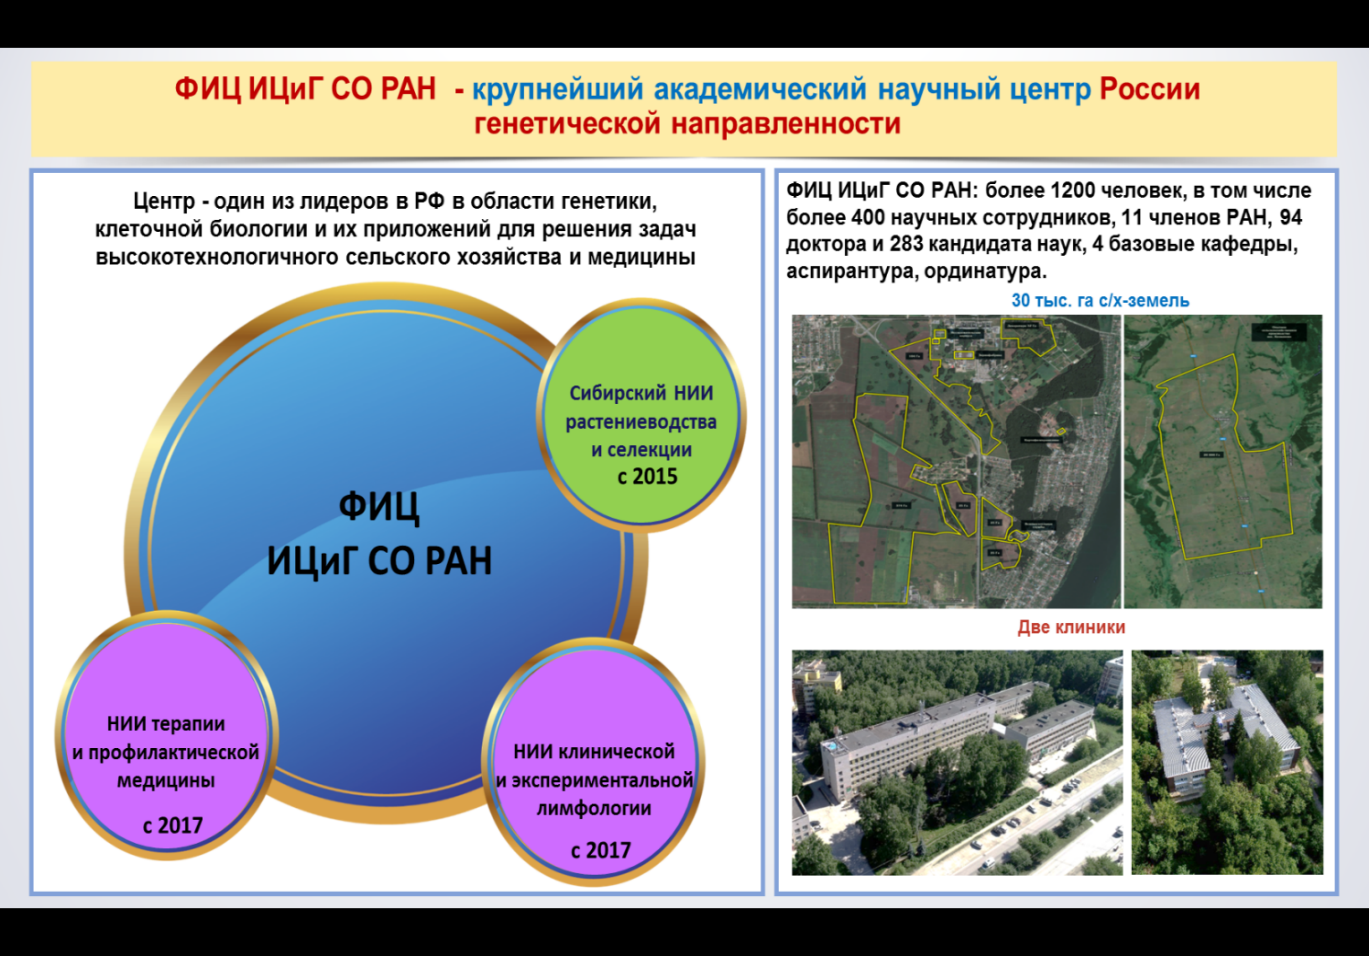 ФИЦ ИЦиГ СО РАН - крупнейший академический научный центр России
генетической направленности
Центр - один из лидеров в РФ в области генетики,
клеточной биологии и их приложений для решения задач
высокотехнологичного сельского хозяйства и медицины
ФИЦ
ИЦиГ СО РАН
Сибирский НИИ
растениеводства
и селекции
с 2015
НИИ терапии
и профилактической
медицины
с 2017
НИИ клинической
и экспериментальной
лимфологии
с 2017
ФИЦ ИЦиГ СО РАН: более 1200 человек, в том числе
более 400 научных сотрудников, 11 членов РАН, 94
доктора и 283 кандидата наук, 4 базовые кафедры,
аспирантура, ординатура.
30 тыс. га с/х-земель
Две клиники